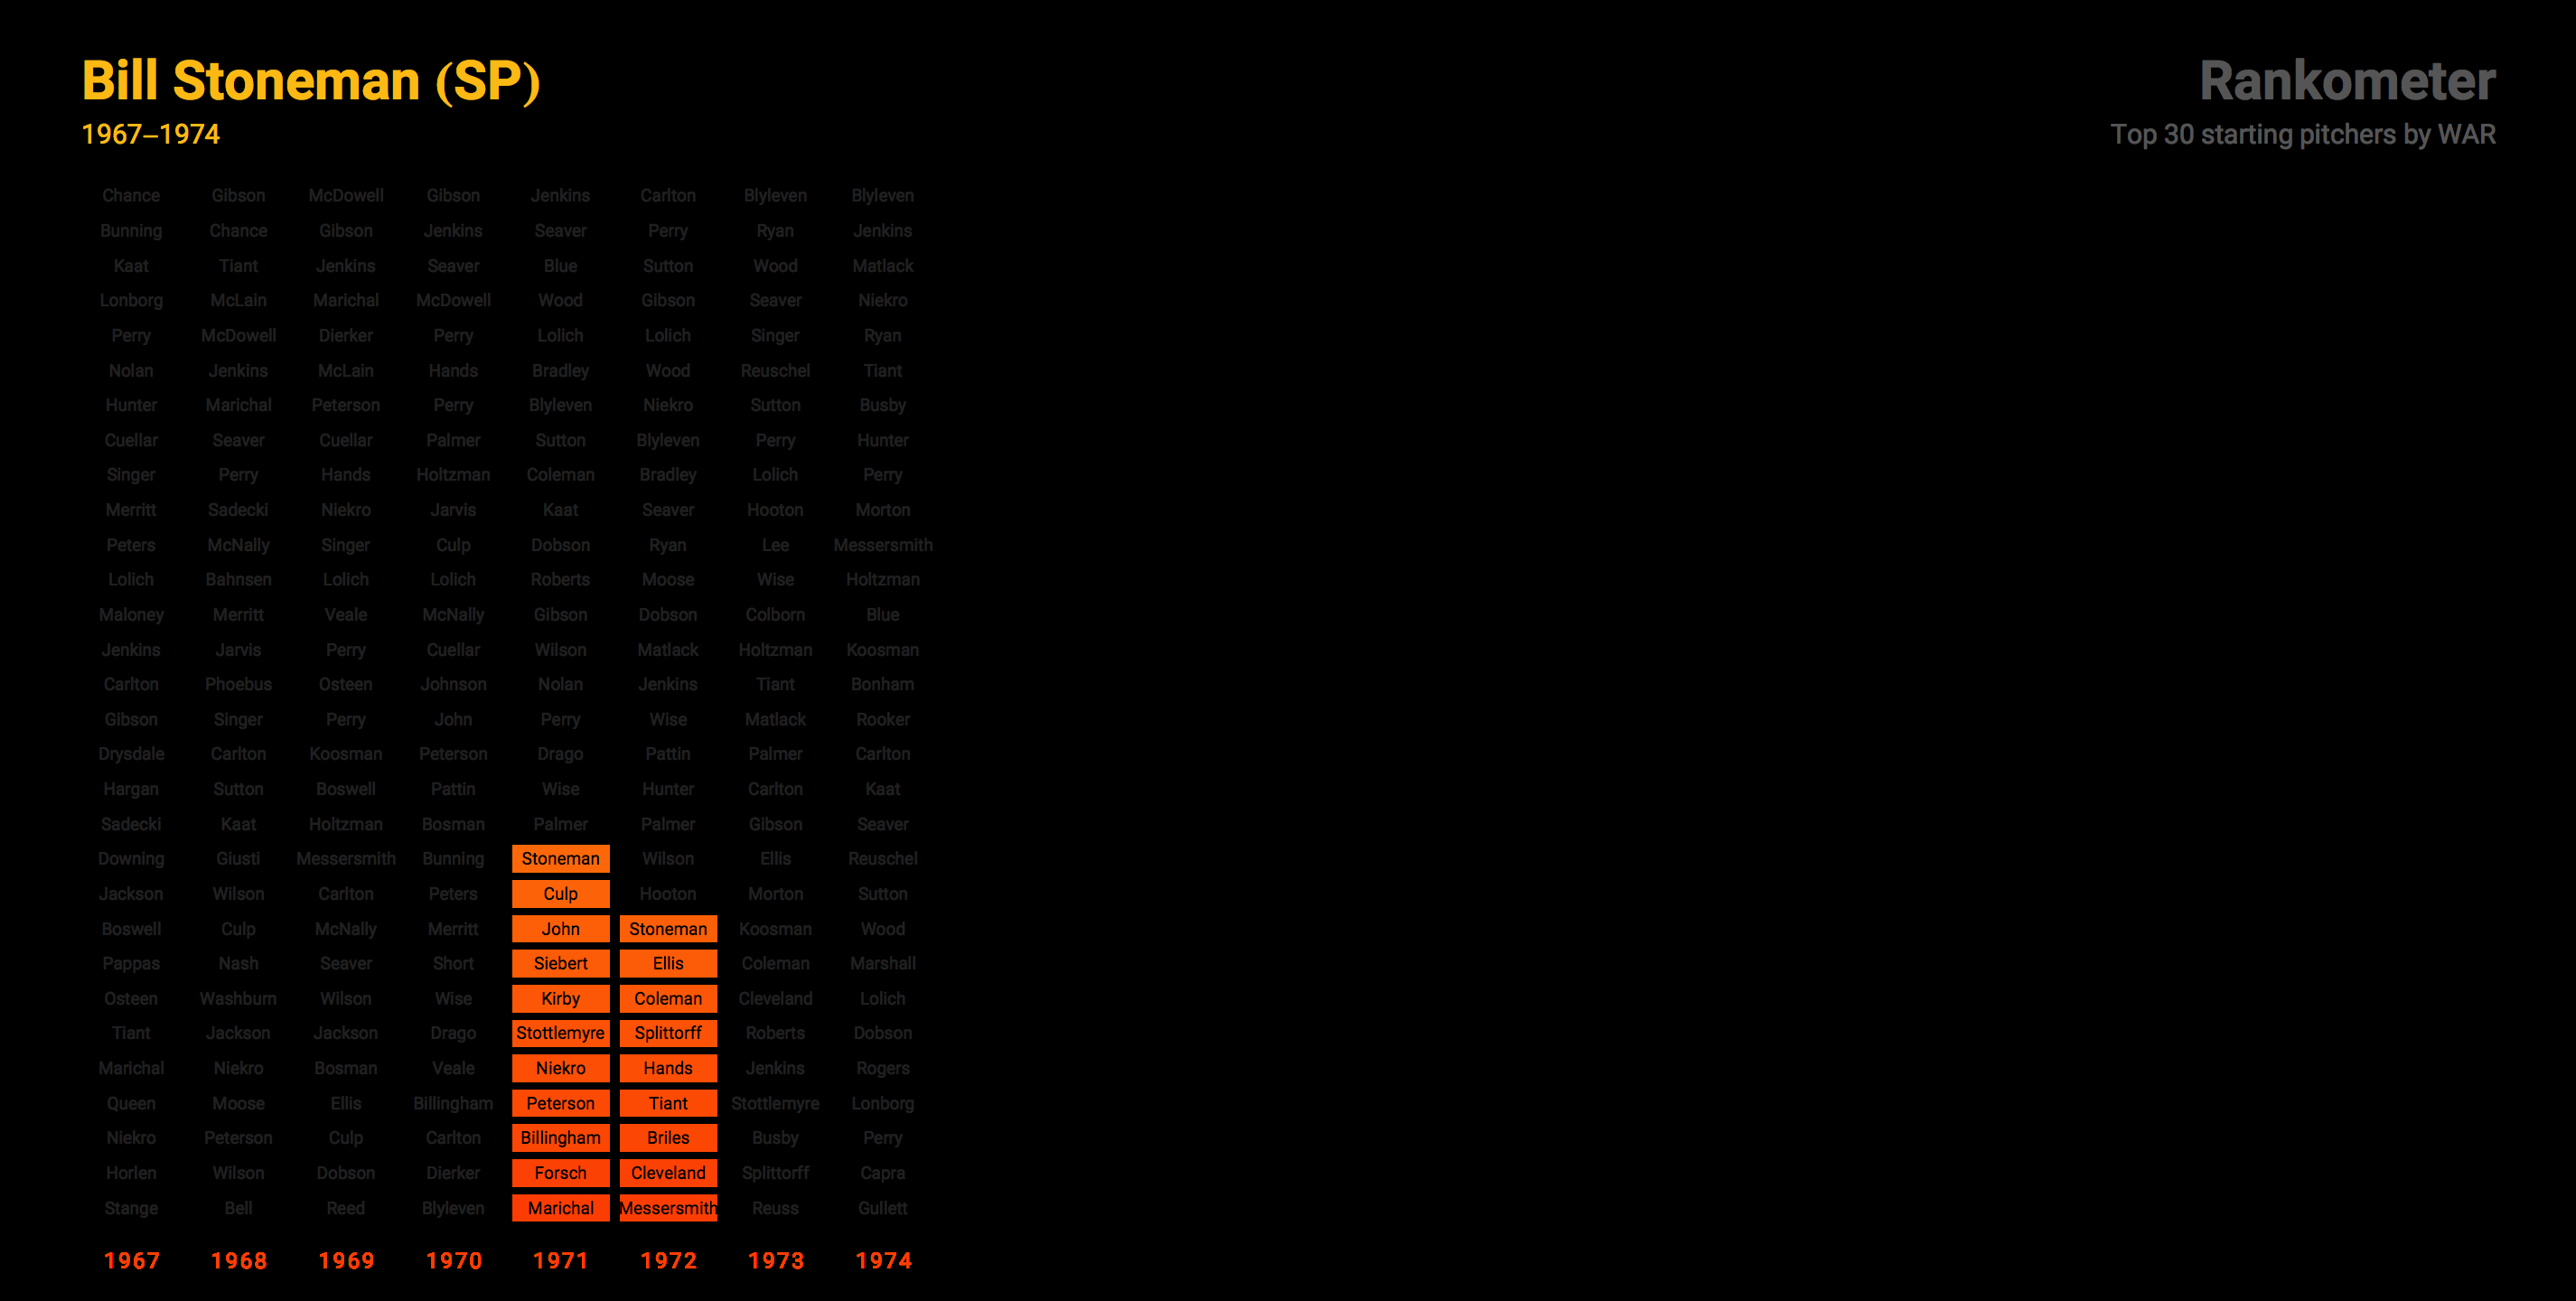 Bill Stoneman (SP)
1967–1974
Rankometer
Top 30 starting pitchers by WAR
Chance Gibson McDowell Gibson Jenkins Carlton Blyleven Blyleven
Bunning Chance Gibson Jenkins Seaver Perry Ryan Jenkins
Kaat Tiant Jenkins Seaver Blue Sutton Wood Matlack
Lonborg McLain Marichal McDowell Wood Gibson Seaver Niekro
Perry McDowell Dierker Perry Lolich Lolich Singer Ryan
Nolan Jenkins McLain Hands Bradley Wood Reuschel Tiant
Hunter Marichal Peterson Perry Blyleven Niekro Sutton Busby
Cuellar Seaver Cuellar Palmer Sutton Blyleven Perry Hunter
Singer Perry Hands Holtzman Coleman Bradley Lolich Perry
Merritt Sadecki Niekro Jarvis Kaat Seaver Hooton Morton
Peters McNally Singer Culp Dobson Ryan Lee Messersmith
Lolich Bahnsen Lolich Lolich Roberts Moose Wise Holtzman
Maloney Merritt Veale McNally Gibson Dobson Colborn Blue
Jenkins Jarvis Perry Cuellar Wilson Matlack Holtzman Koosman
Carlton Phoebus Osteen Johnson Nolan Jenkins Tiant Bonham
Gibson Singer Perry John Perry Wise Matlack Rooker
Drysdale Carlton Koosman Peterson Drago Pattin Palmer Carlton
Hargan Sutton Boswell Pattin Wise Hunter Carlton Kaat
Sadecki Kaat Holtzman Bosman Palmer Palmer Gibson Seaver
Downing Giusti Messersmith Bunning Stoneman Wilson Ellis Reuschel
Jackson Wilson Carlton Peters Culp Hooton Morton Sutton
Boswell Culp McNally Merritt John Stoneman Koosman Wood
Pappas Nash Seaver Short Siebert Ellis Coleman Marshall
Osteen Washburn Wilson Wise Kirby Coleman Cleveland Lolich
Tiant Jackson Jackson Drago Stottlemyre Splittorff Roberts Dobson
Marichal Niekro Bosman Veale Niekro Hands Jenkins Rogers
Queen Moose Ellis Billingham Peterson Tiant Stottlemyre Lonborg
Niekro Peterson Culp Carlton Billingham Briles Busby Perry
Horlen Wilson Dobson Dierker Forsch Cleveland Splittorff Capra
Stange Bell Reed Blyleven Marichal Messersmith Reuss Gullett
1967 1968 1969 1970 1971 1972 1973 1974